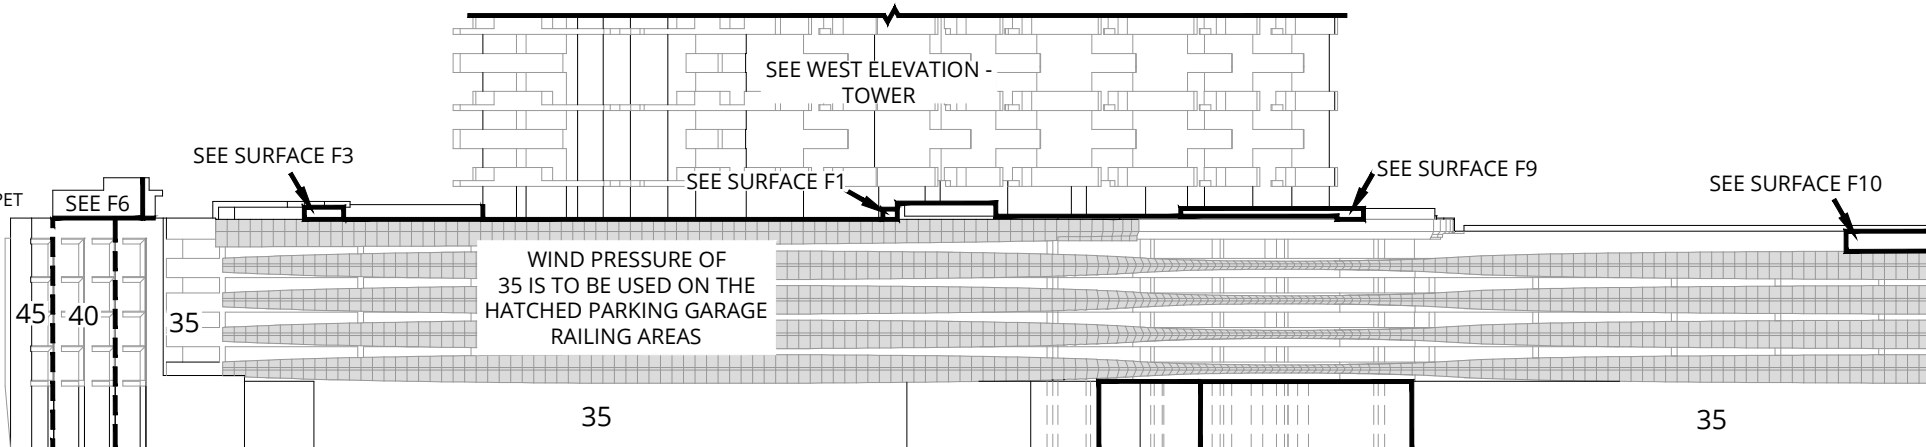 SEE WEST ELEVATION -
TOWER
SEE SURFACE F3
SEE SURFACE F1
SEE SURFACE F9
SEE SURFACE F10
PET
SEE F6
WIND PRESSURE OF
35 IS TO BE USED ON THE
HATCHED PARKING GARAGE
RAILING AREAS
45
40
35
35
35